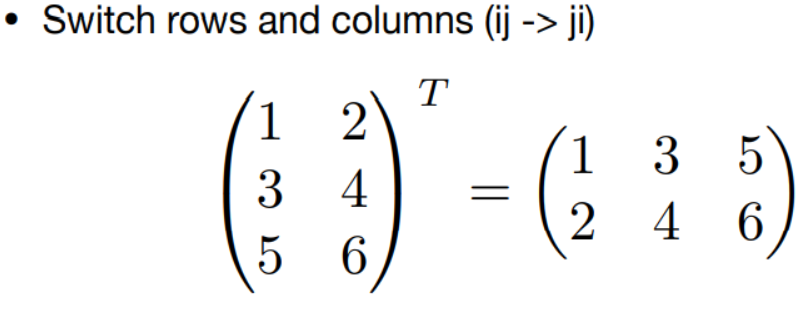 • Switch rows and columns (ij -> ji)
T
1 2
3 4
5 6
=
1 3 5
2 4 6